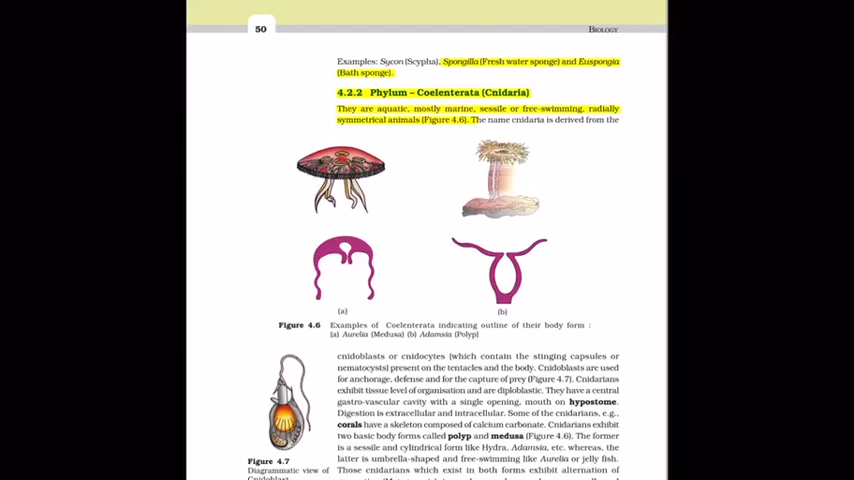 50
BIOLOGY
Examples: Sycon (Scypha), Spongilla (Fresh water sponge) and Euspongia
(Bath sponge).
4.2.2 Phylum – Coelenterata (Cnidaria)
They are aquatic, mostly marine, sessile or free-swimming, radially
symmetrical animals (Figure 4.6). The name cnidaria is derived from the
(a)
(b)
Figure 4.6 Examples of Coelenterata indicating outline of their body form :
(a) Aurelia (Medusa) (b) Adamsia (Polyp)
cnidoblasts or cnidocytes (which contain the stinging capsules or
nematocysts) present on the tentacles and the body. Cnidoblasts are used
for anchorage, defense and for the capture of prey (Figure 4.7). Cnidarians
exhibit tissue level of organisation and are diploblastic. They have a central
gastro-vascular cavity with a single opening, mouth on hypostome.
Digestion is extracellular and intracellular. Some of the cnidarians, e.g.,
corals have a skeleton composed of calcium carbonate. Cnidarians exhibit
two basic body forms called polyp and medusa (Figure 4.6). The former
is a sessile and cylindrical form like Hydra, Adamsia, etc. whereas, the
latter is umbrella-shaped and free-swimming like Aurelia or jelly fish.
Those cnidarians which exist in both forms exhibit alternation of
Figure 4.7
Diagrammatic view of